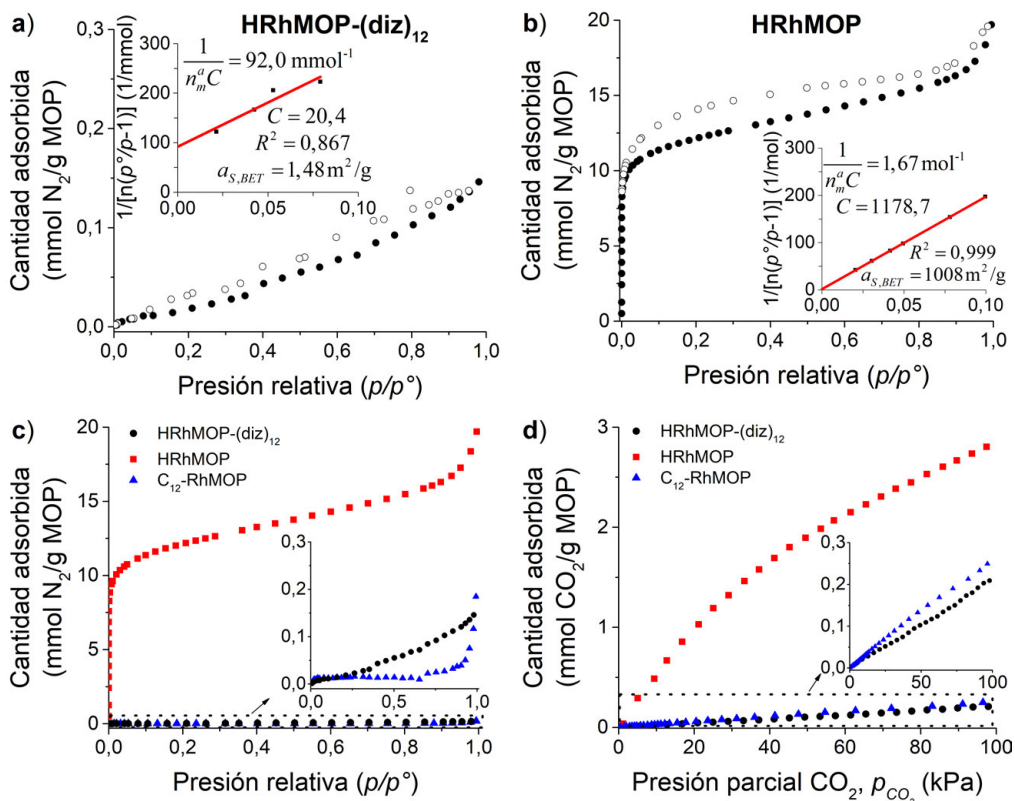 a)
HRhMOP-(diz)₁₂
Cantidad adsorbida
(mmol N₂/g MOP)
0,3
0,2
0,1
0,0
0,0 0,2 0,4 0,6 0,8 1,0
Presión relativa (p/p°)
1/[n(p°/p-1)] (1/mmol)
300
200
100
0
0,00 0,05 0,10
1/(nₘᵃC) = 92,0 mmol⁻¹
C = 20,4
R² = 0,867
a_S,BET = 1,48 m²/g
b)
HRhMOP
Cantidad adsorbida
(mmol N₂/g MOP)
20
15
10
5
0
0,0 0,2 0,4 0,6 0,8 1,0
Presión relativa (p/p°)
1/[n(p°/p-1)] (1/mol)
300
200
100
0
0,00 0,05 0,10
1/(nₘᵃC) = 1,67 mol⁻¹
C = 1178,7
R² = 0,999
a_S,BET = 1008 m²/g
c)
HRhMOP-(diz)₁₂
HRhMOP
C₁₂-RhMOP
Cantidad adsorbida
(mmol N₂/g MOP)
20
15
10
5
0
0,0 0,2 0,4 0,6 0,8 1,0
Presión relativa (p/p°)
0,3
0,2
0,1
0,0
0,0 0,5 1,0
d)
HRhMOP-(diz)₁₂
HRhMOP
C₁₂-RhMOP
Cantidad adsorbida
(mmol CO₂/g MOP)
3
2
1
0
0 20 40 60 80 100
Presión parcial CO₂, p_CO₂ (kPa)
0,3
0,2
0,1
0,0
0 50 100